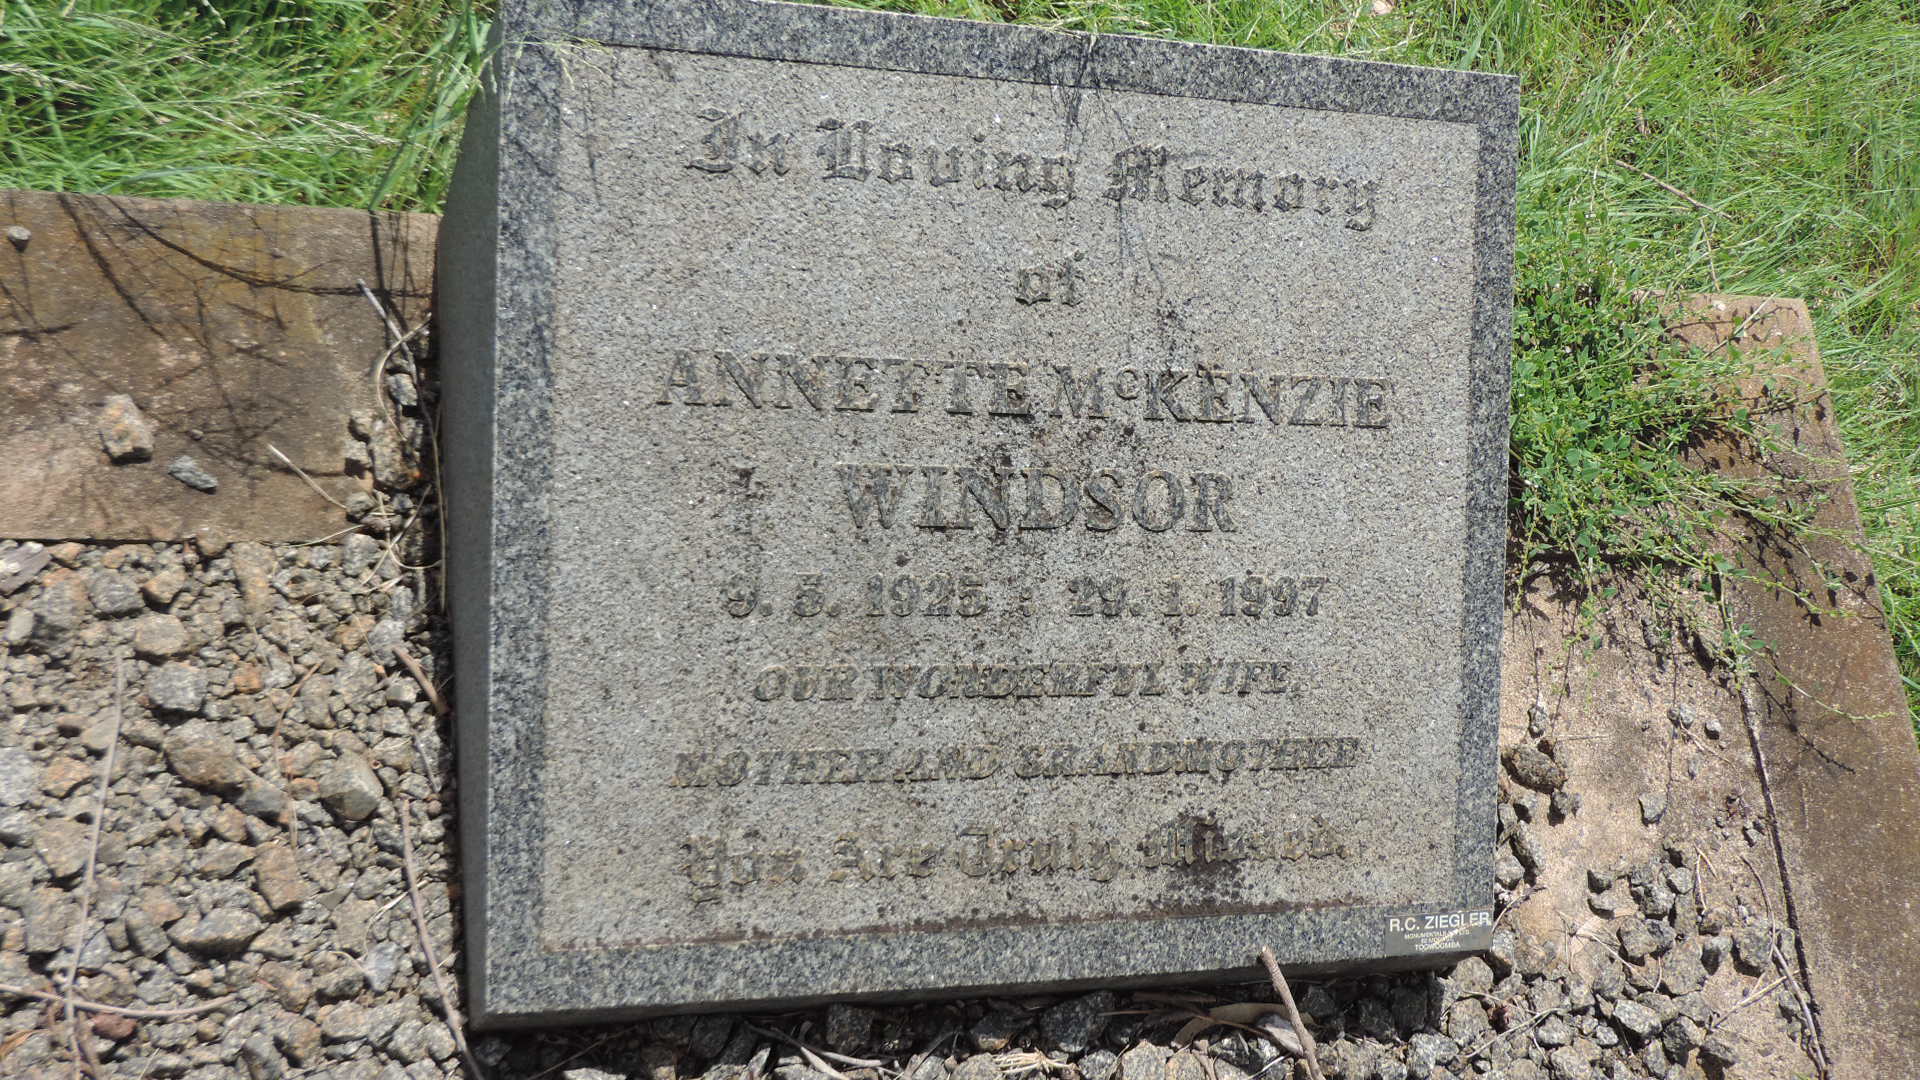 In Loving Memory
of
ANNETTE McKENZIE
WINDSOR
9. 5. 1925 : 29. 1. 1997
OUR WONDERFUL WIFE,
MOTHER AND GRANDMOTHER
You Are Truly Missed.
R.C. ZIEGLER
TOOWOOMBA